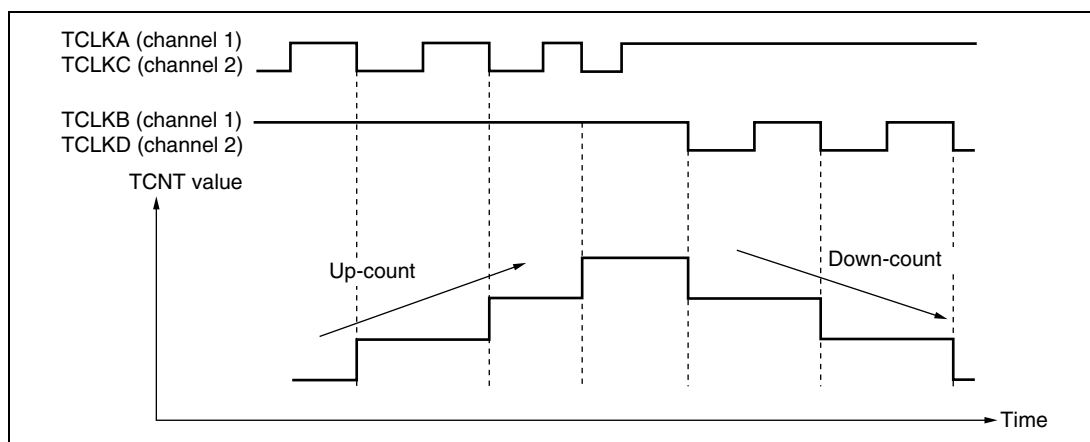 TCLKA (channel 1)
TCLKC (channel 2)
TCLKB (channel 1)
TCLKD (channel 2)
TCNT value
Up-count
Down-count
Time